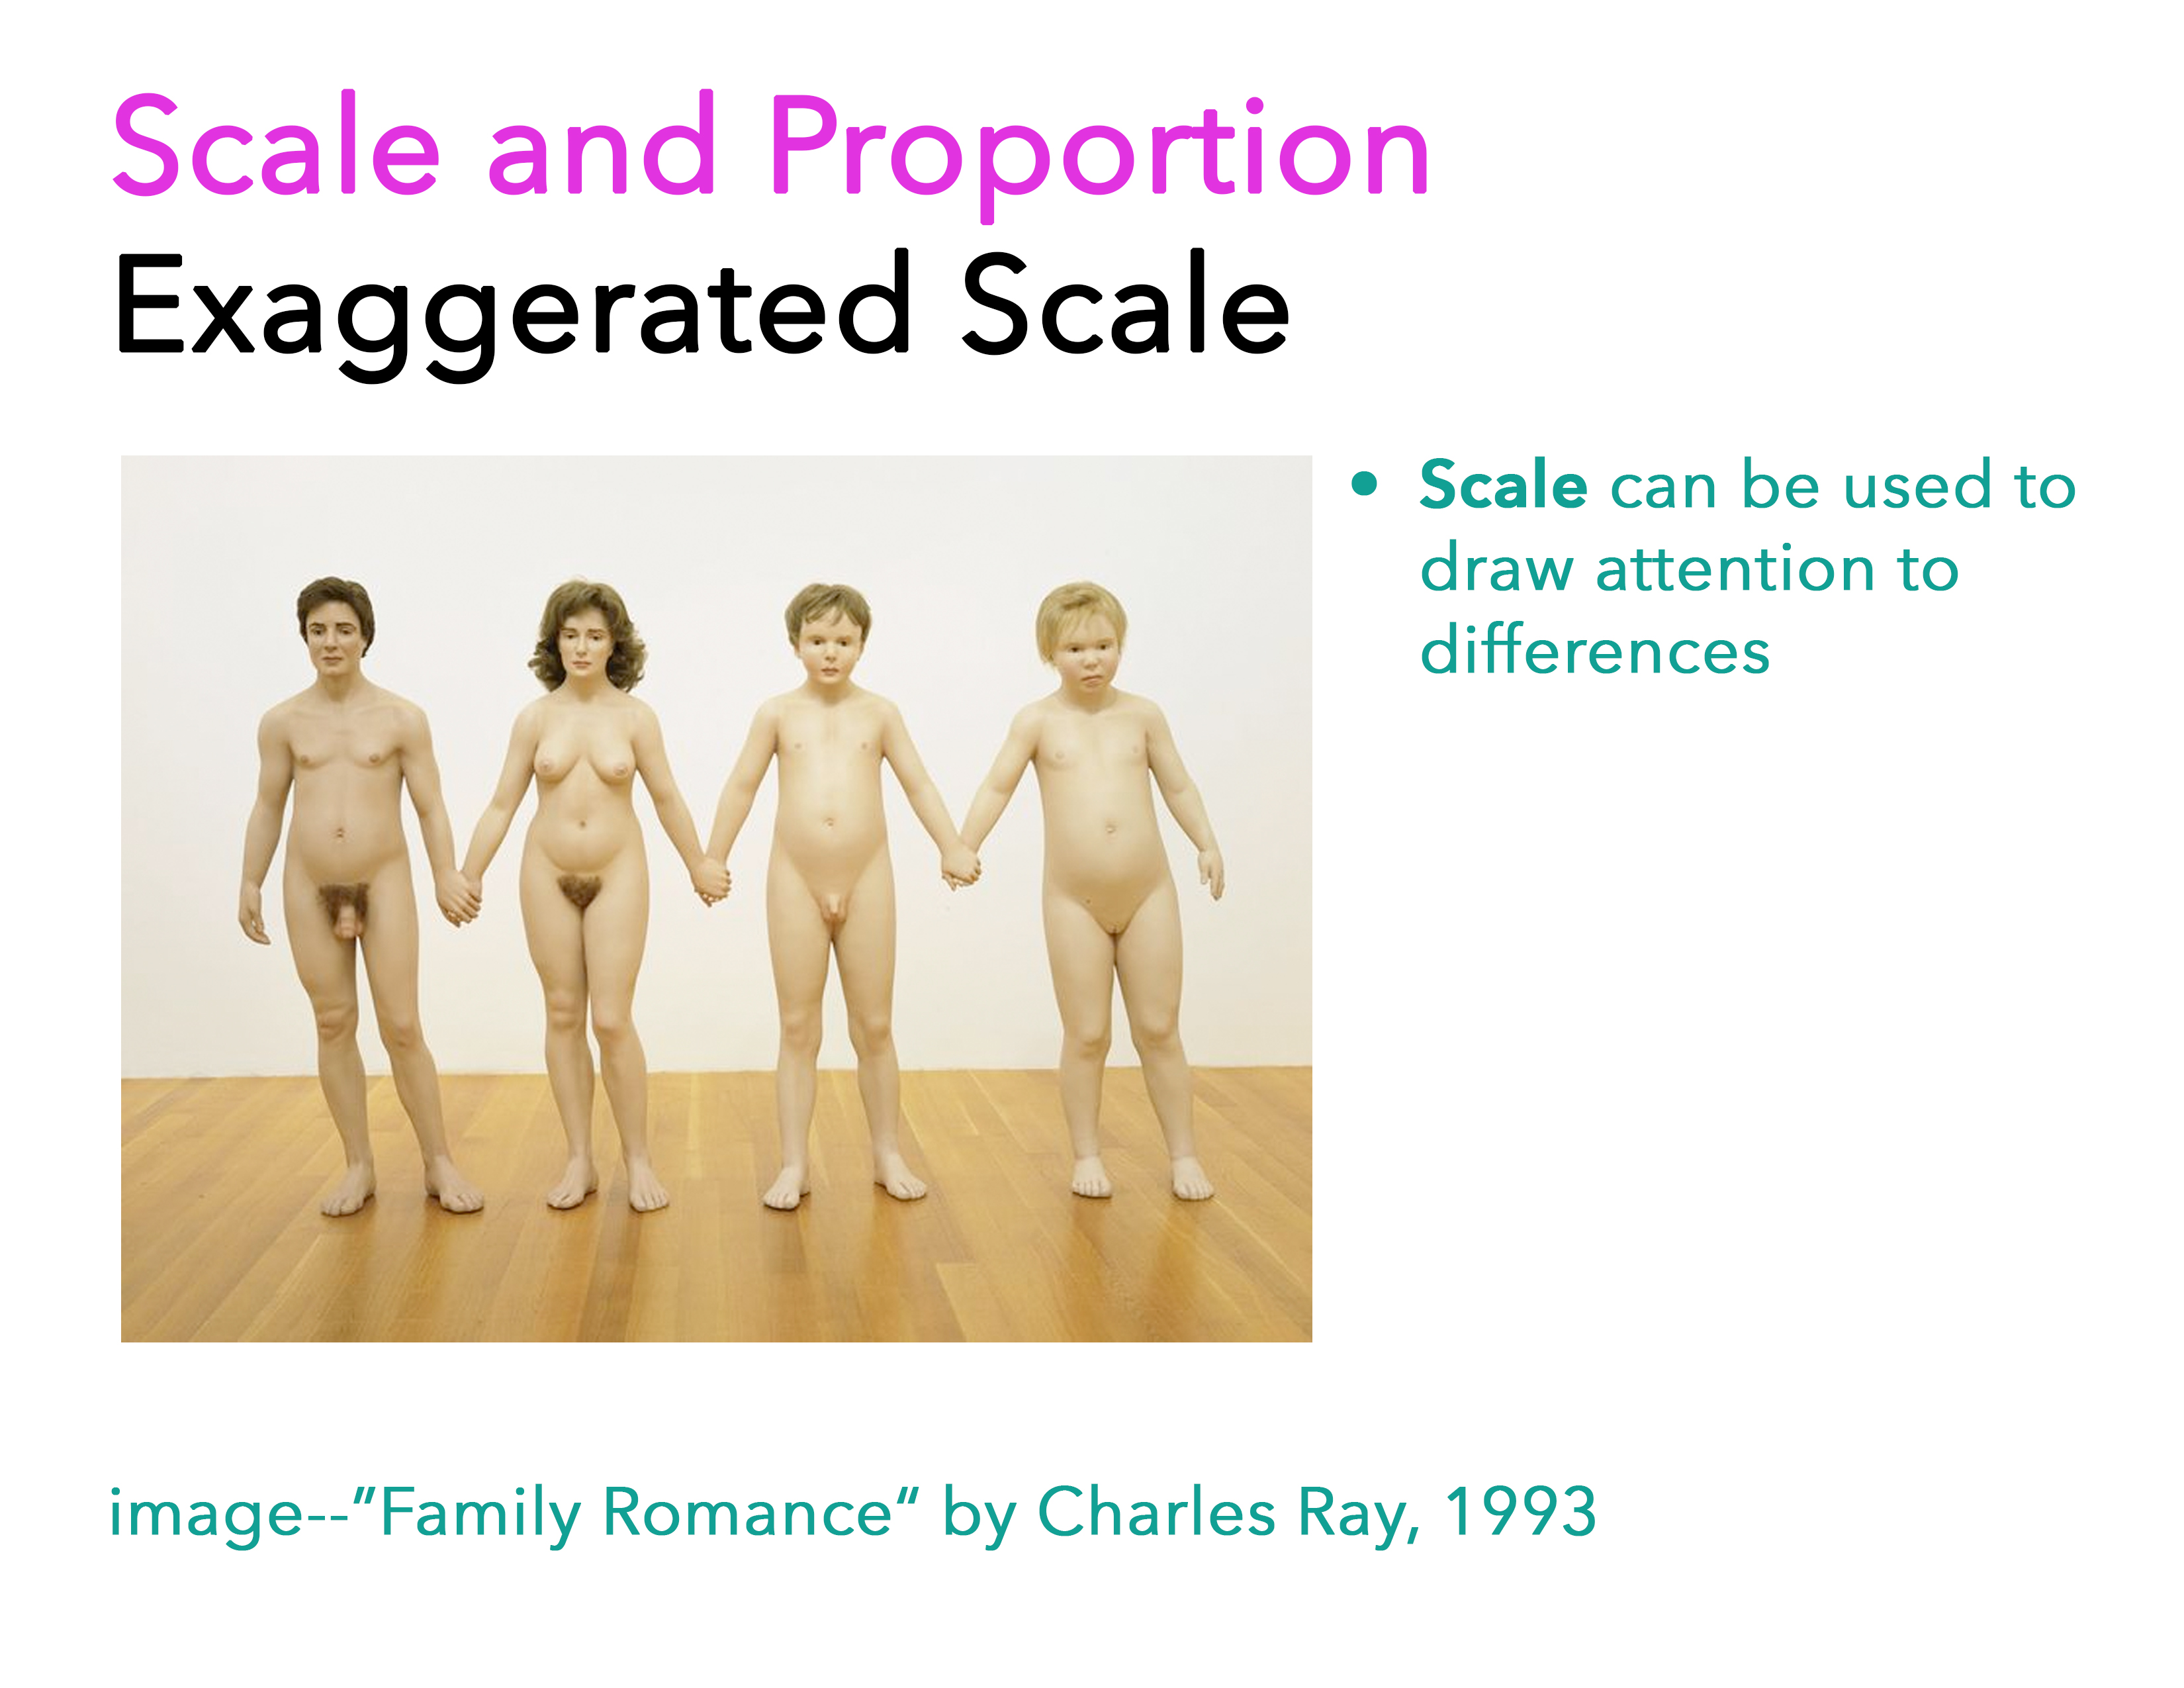 Scale and Proportion
Exaggerated Scale
• Scale can be used to
draw attention to
differences
image--“Family Romance“ by Charles Ray, 1993